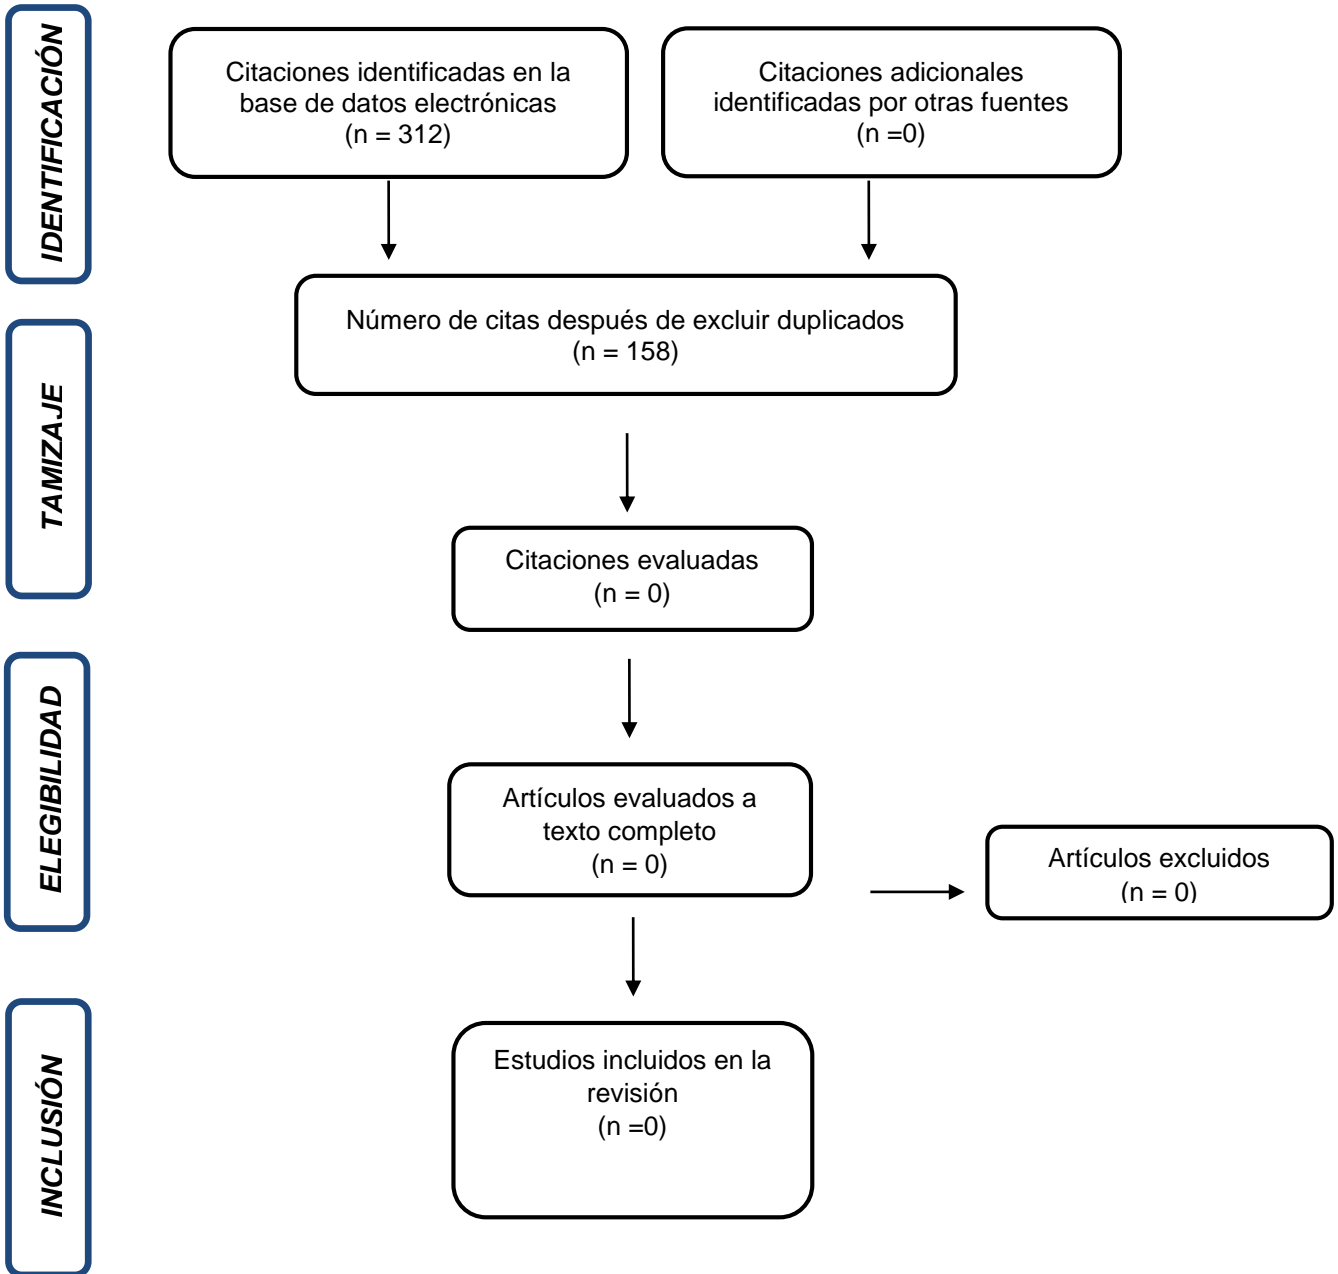 IDENTIFICACIÓN
Citaciones identificadas en la
base de datos electrónicas
(n = 312)
Citaciones adicionales
identificadas por otras fuentes
(n =0)
Número de citas después de excluir duplicados
(n = 158)
TAMIZAJE
Citaciones evaluadas
(n = 0)
ELEGIBILIDAD
Artículos evaluados a
texto completo
(n = 0)
Artículos excluidos
(n = 0)
INCLUSIÓN
Estudios incluidos en la
revisión
(n =0)